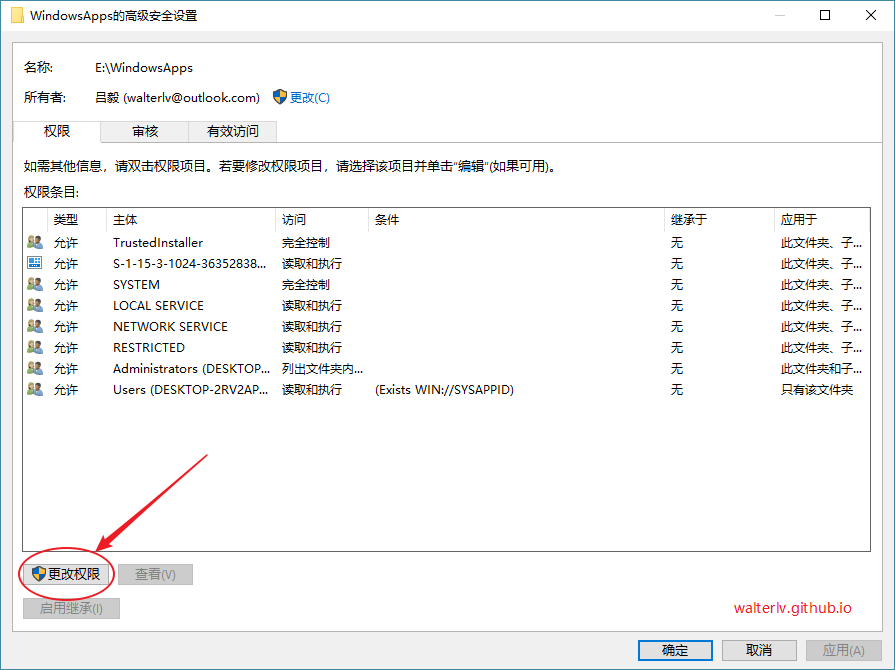 WindowsApps的高级安全设置
名称: E:\WindowsApps
所有者: 吕毅 (walterlv@outlook.com) 更改(C)
权限 审核 有效访问
如需其他信息，请双击权限项目。若要修改权限项目，请选择该项目并单击“编辑”(如果可用)。
权限条目:
类型 主体 访问 条件 继承于 应用于
允许 TrustedInstaller 完全控制 无 此文件夹、子...
允许 S-1-15-3-1024-36352838... 读取和执行 无 此文件夹、子...
允许 SYSTEM 完全控制 无 此文件夹、子...
允许 LOCAL SERVICE 读取和执行 无 此文件夹、子...
允许 NETWORK SERVICE 读取和执行 无 此文件夹、子...
允许 RESTRICTED 读取和执行 无 此文件夹、子...
允许 Administrators (DESKTOP... 列出文件夹内... 无 此文件夹和子...
允许 Users (DESKTOP-2RV2AP... 读取和执行 (Exists WIN://SYSAPPID) 无 只有该文件夹
更改权限 查看(V)
启用继承(I)
walterlv.github.io
确定 取消 应用(A)